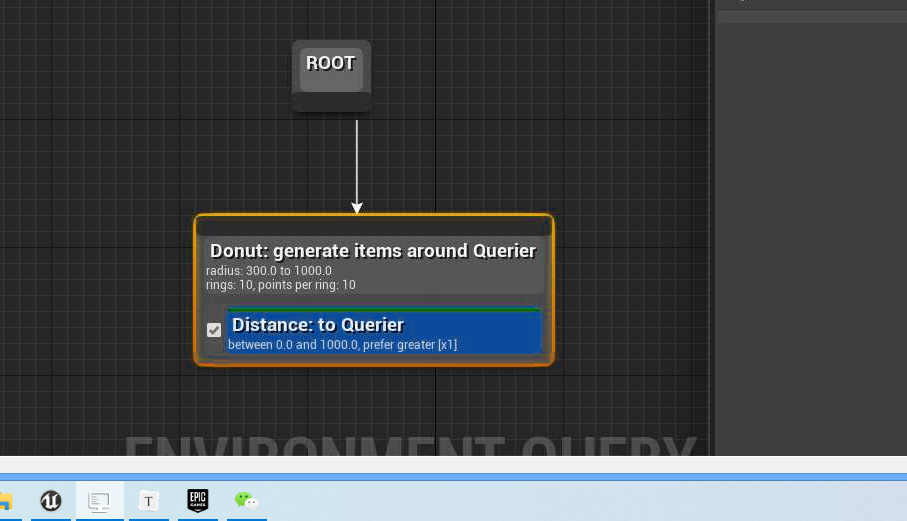 ROOT
Donut: generate items around Querier
radius: 300.0 to 1000.0
rings: 10, points per ring: 10
Distance: to Querier
between 0.0 and 1000.0, prefer greater [x1]
ENVIRONMENT QUERY
T
EPIC
GAMES